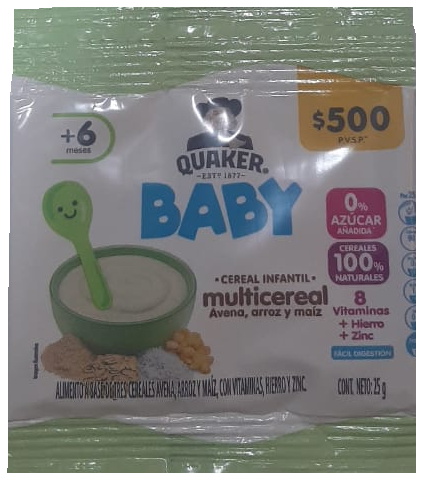 +6
meses
$500
P.V.S.P.
QUAKER®
-ESTD 1877-
BABY
0%
AZÚCAR
AÑADIDA
CEREALES
100%
NATURALES
• CEREAL INFANTIL •
multicereal
Avena, arroz y maíz
8
Vitaminas
+ Hierro
+ Zinc
FÁCIL DIGESTIÓN
ALIMENTO A BASE DE TRES CEREALES AVENA, ARROZ Y MAÍZ, CON VITAMINAS, HIERRO Y ZINC.
CONT. NETO: 25 g